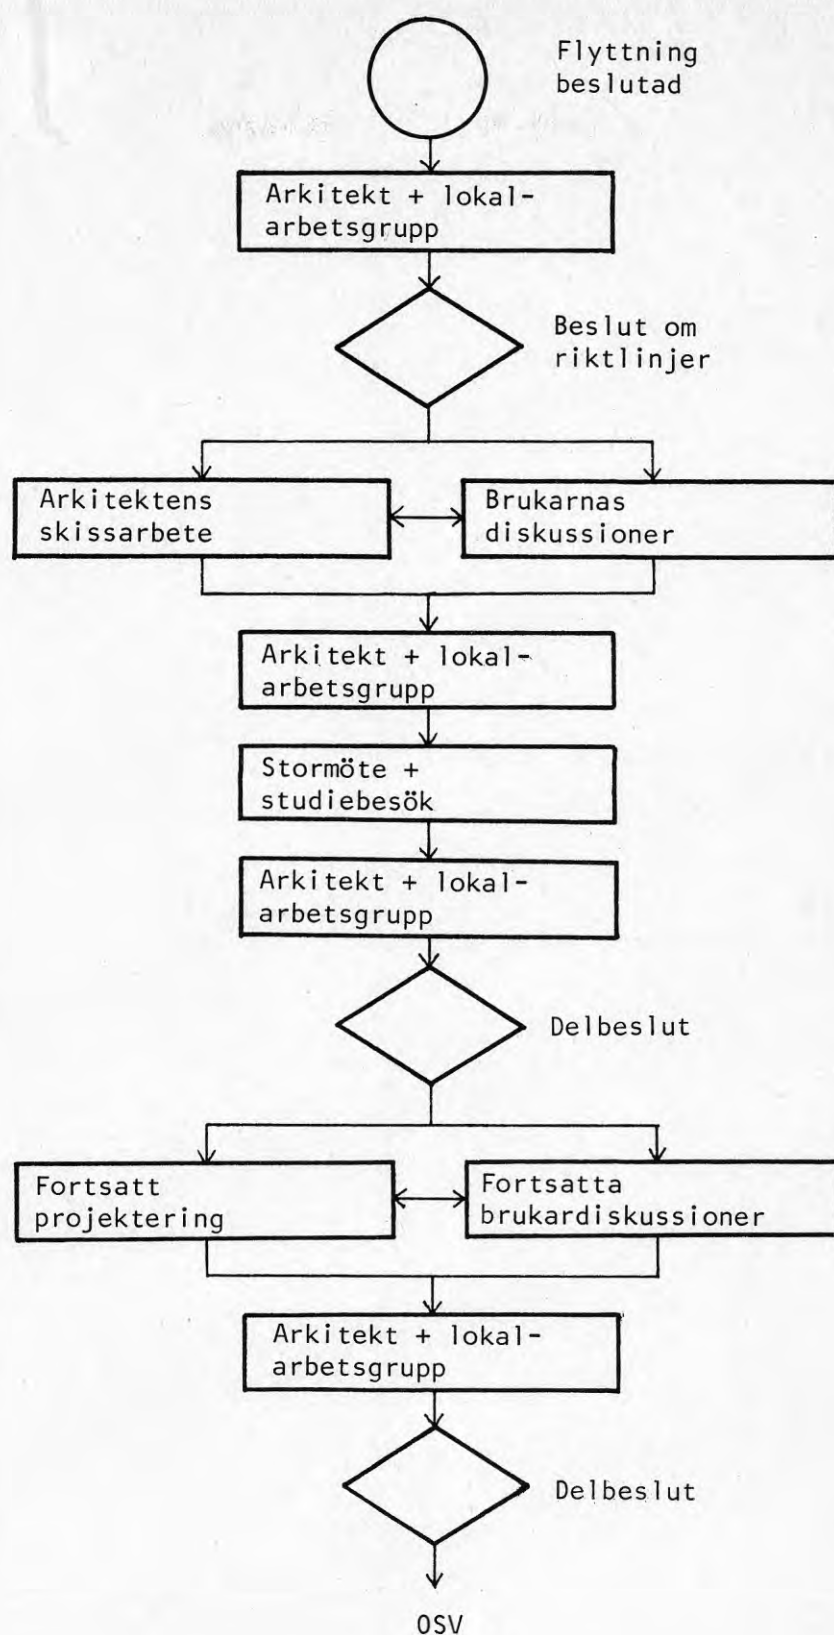 Flyttning
beslutad
Arkitekt + lokal-
arbetsgrupp
Beslut om
riktlinjer
Arkitektens
skissarbete
Brukarnas
diskussioner
Arkitekt + lokal-
arbetsgrupp
Stormöte +
studiebesök
Arkitekt + lokal-
arbetsgrupp
Delbeslut
Fortsatt
projektering
Fortsatta
brukardiskussioner
Arkitekt + lokal-
arbetsgrupp
Delbeslut
OSV